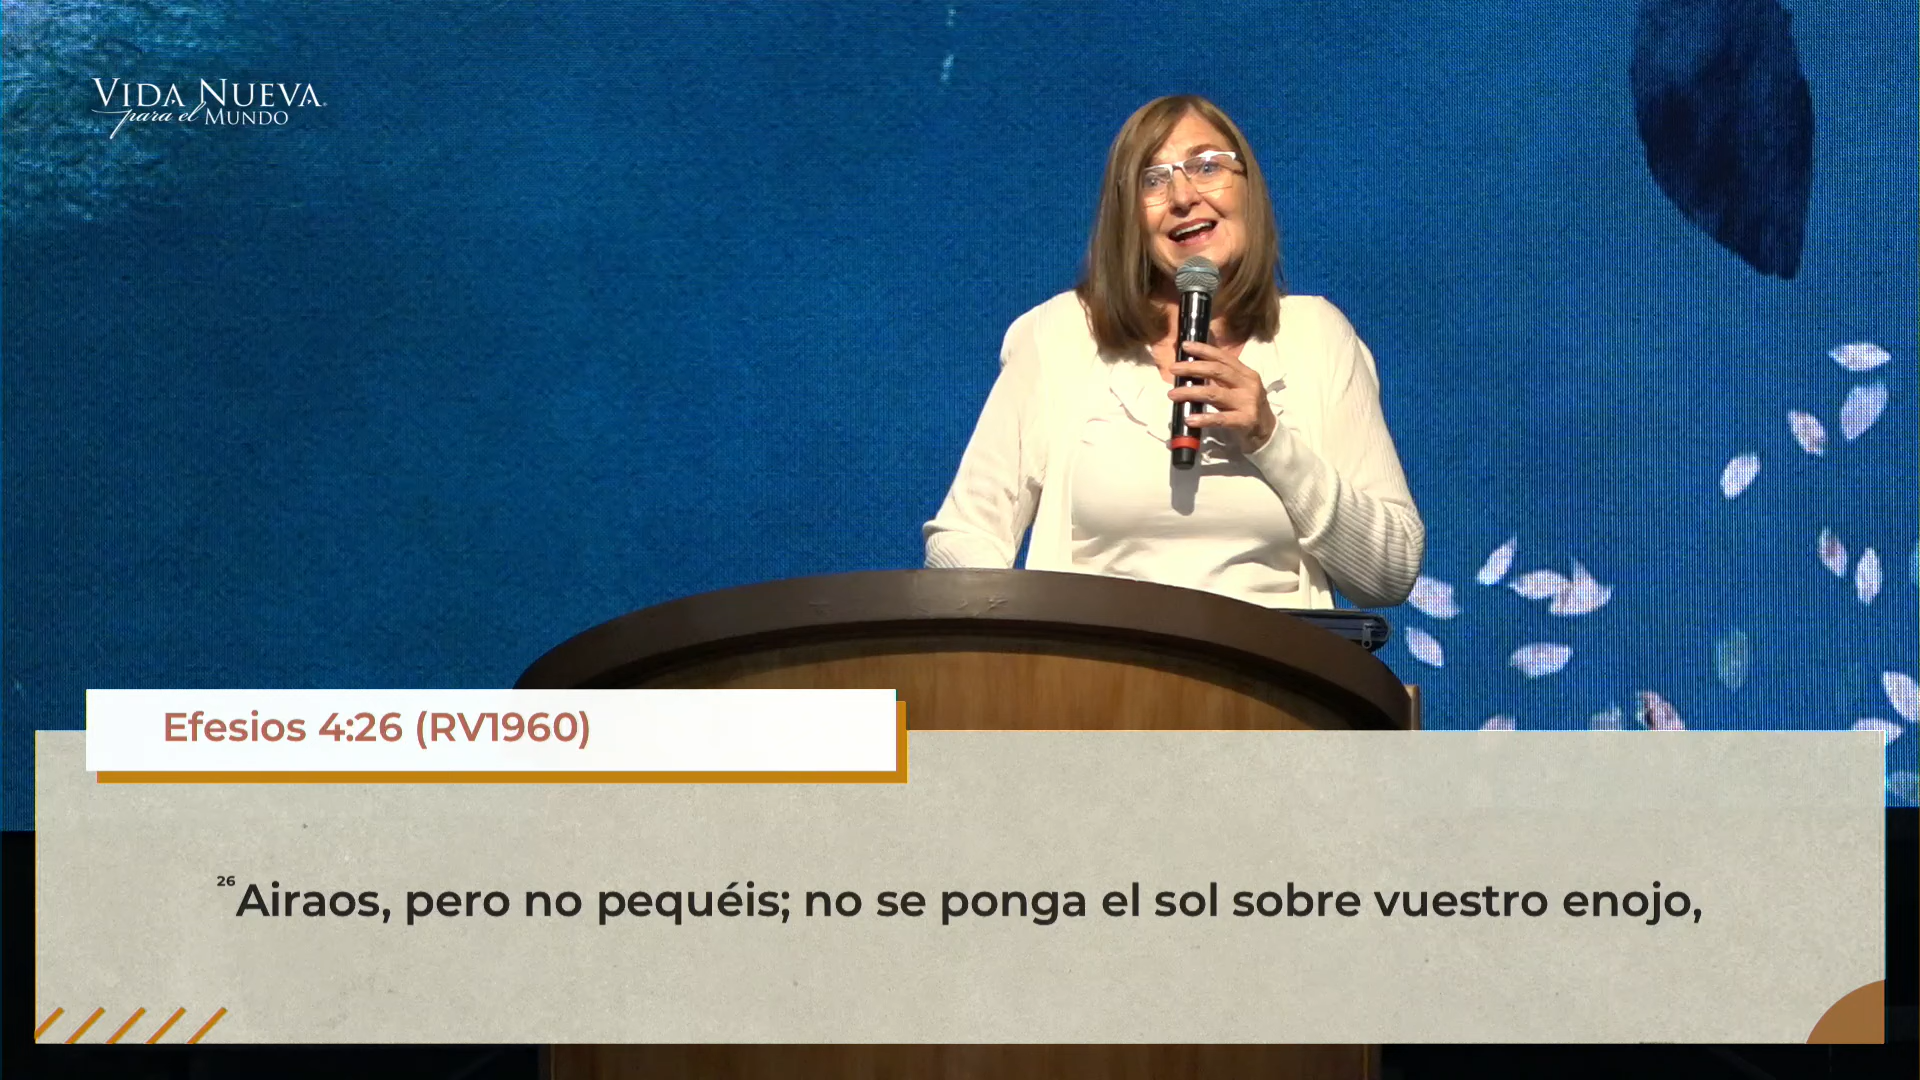 VIDA NUEVA
para el MUNDO
Efesios 4:26 (RV1960)
26 Airaos, pero no pequéis; no se ponga el sol sobre vuestro enojo,